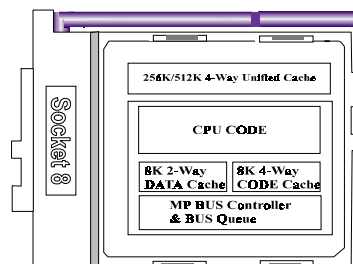 256K/512K 4-Way Unified Cache
CPU CODE
8K 2-Way
DATA Cache
8K 4-Way
CODE Cache
MP BUS Controller
& BUS Queue
Socket 8